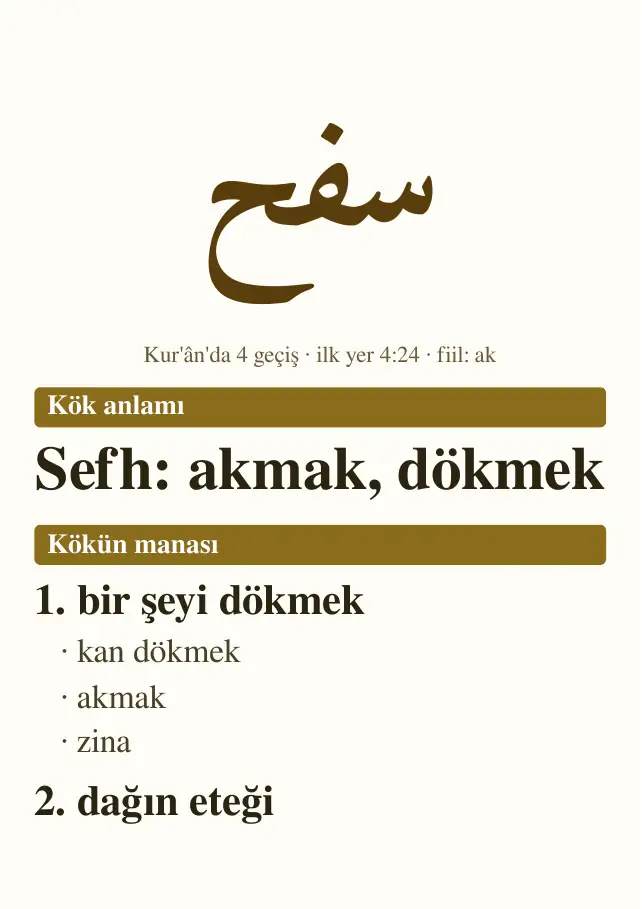 سفح
Kur'ân'da 4 geçiş · ilk yer 4:24 · fiil: ak
Kök anlamı
Sefh: akmak, dökmek
Kökün manası
1. bir şeyi dökmek
· kan dökmek
· akmak
· zina
2. dağın eteği